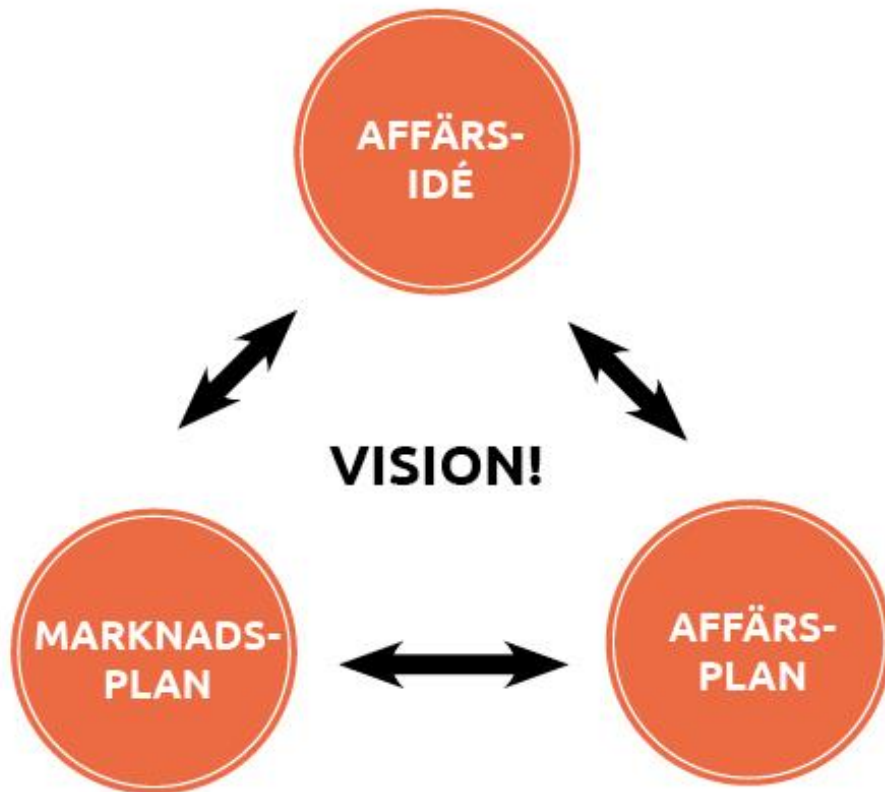 AFFÄRS-
IDÉ
VISION!
MARKNADS-
PLAN
AFFÄRS-
PLAN